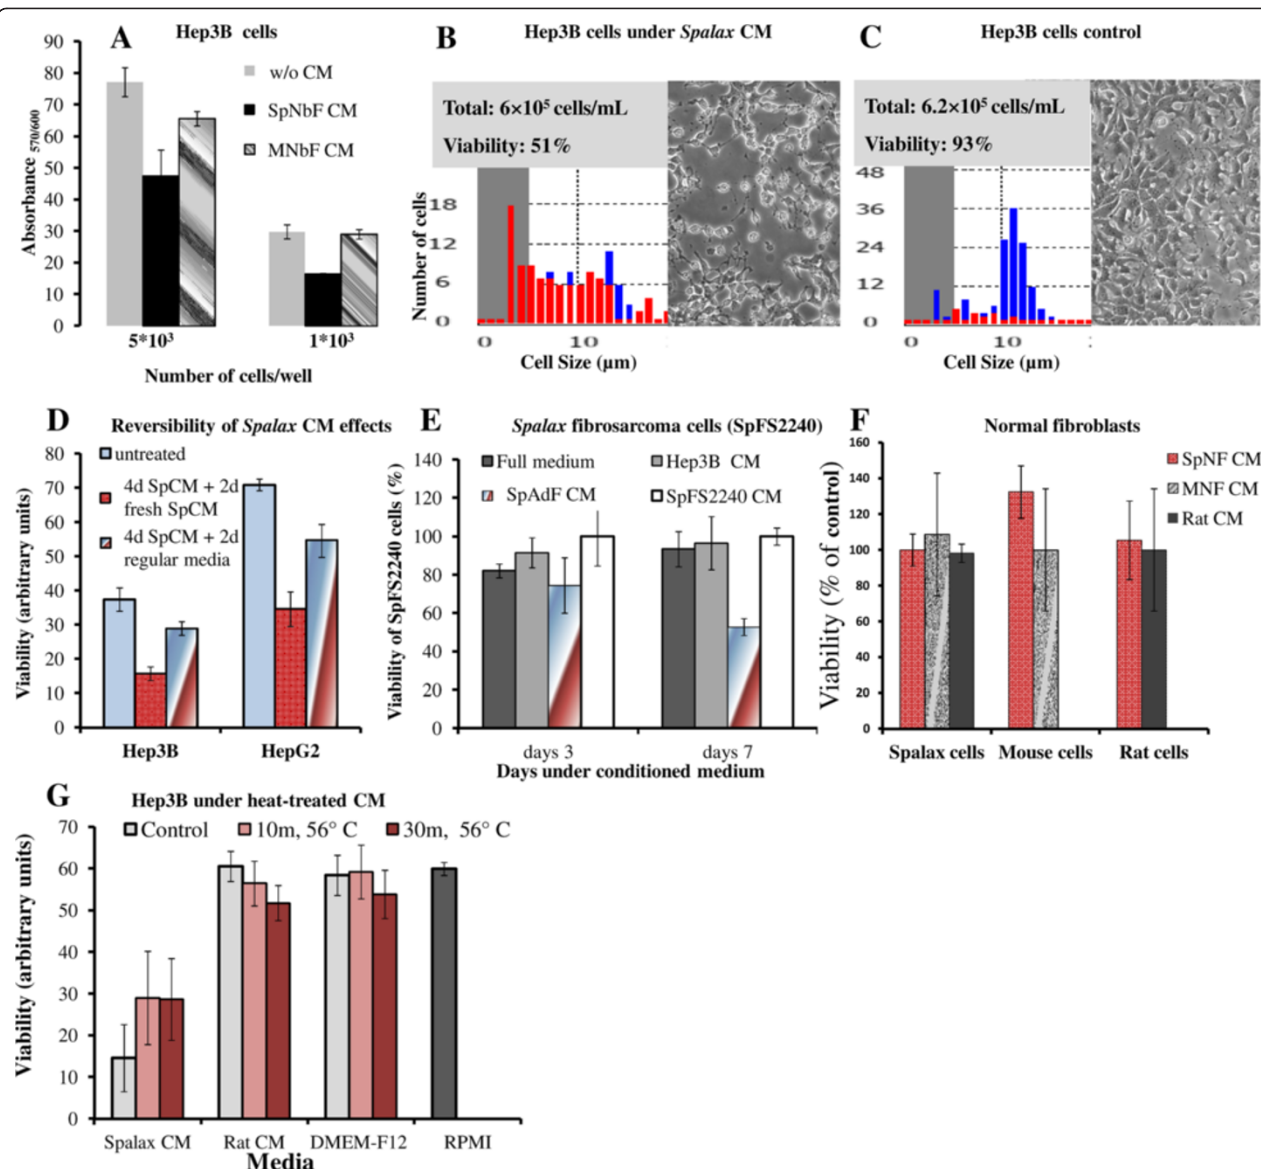 A
Hep3B cells
90
80
70
60
50
40
30
20
10
0
Absorbance 570/600
w/o CM
SpNbF CM
MNbF CM
5*10³
1*10³
Number of cells/well
B
Hep3B cells under Spalax CM
Total: 6×10⁵ cells/mL
Viability: 51%
Number of cells
18
12
6
0
0
10
Cell Size (µm)
C
Hep3B cells control
Total: 6.2×10⁵ cells/mL
Viability: 93%
48
36
24
12
0
0
10
Cell Size (µm)
D
Reversibility of Spalax CM effects
Viability (arbitrary units)
80
70
60
50
40
30
20
10
0
untreated
4d SpCM + 2d
fresh SpCM
4d SpCM + 2d
regular media
Hep3B
HepG2
E
Spalax fibrosarcoma cells (SpFS2240)
Viability of SpFS2240 cells (%)
140
120
100
80
60
40
20
0
Full medium
Hep3B CM
SpAdF CM
SpFS2240 CM
days 3
days 7
Days under conditioned medium
F
Normal fibroblasts
Viability (% of control)
160
140
120
100
80
60
40
20
0
SpNF CM
MNF CM
Rat CM
Spalax cells
Mouse cells
Rat cells
G
Hep3B under heat-treated CM
Viability (arbitrary units)
70
60
50
40
30
20
10
0
Control
10m, 56° C
30m, 56° C
Spalax CM
Rat CM
DMEM-F12
RPMI
Media